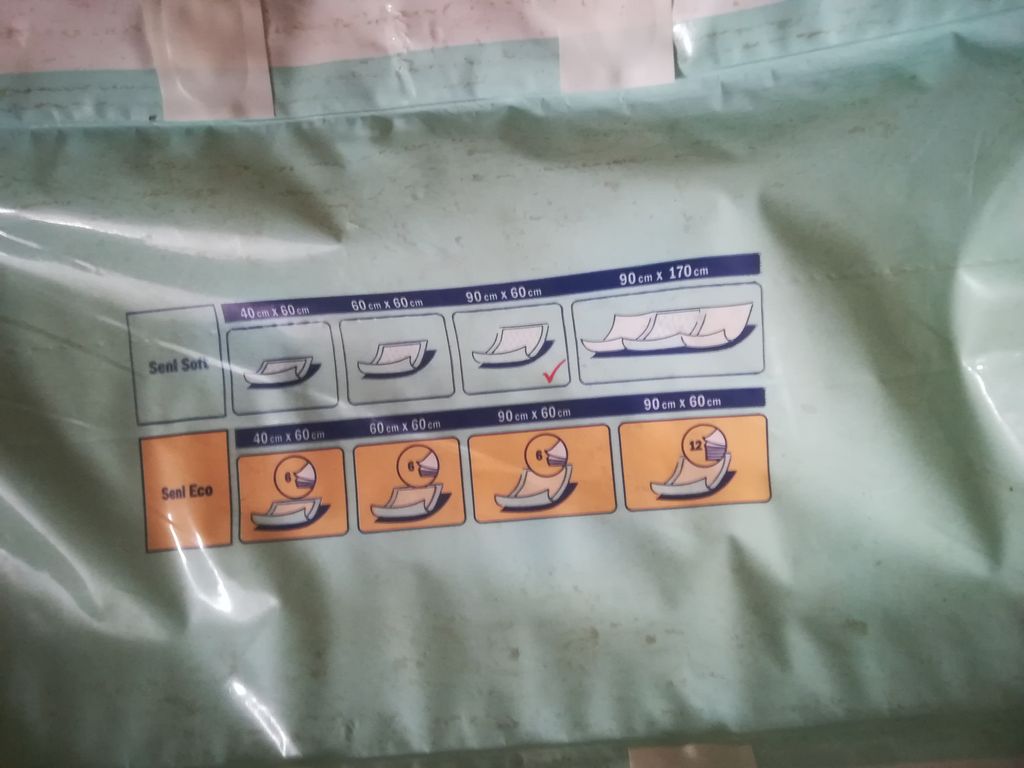 40 cm x 60 cm 60 cm x 60 cm 90 cm x 60 cm 90 cm x 170 cm
Seni Soft
40 cm x 60 cm 60 cm x 60 cm 90 cm x 60 cm 90 cm x 60 cm
6 6 6 12
Seni Eco